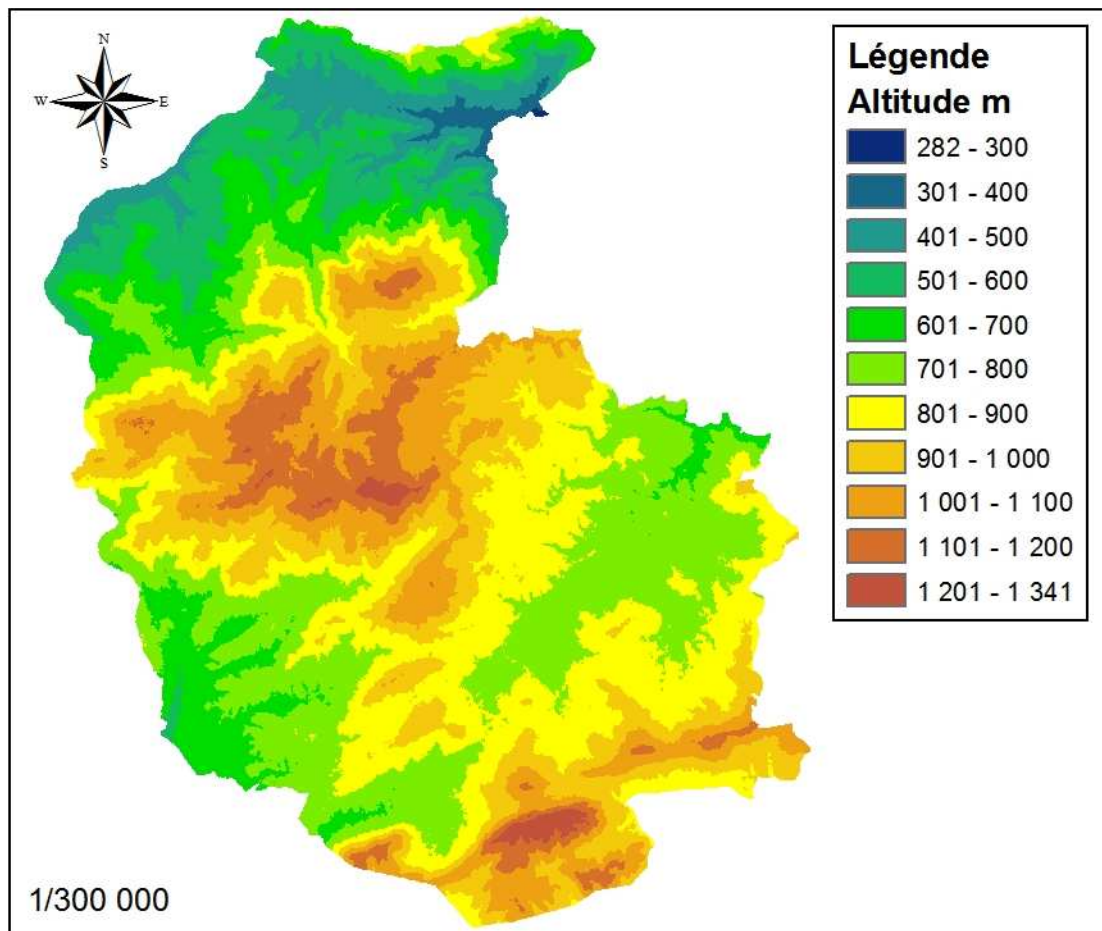 N
W E
S
Légende
Altitude m
282 - 300
301 - 400
401 - 500
501 - 600
601 - 700
701 - 800
801 - 900
901 - 1 000
1 001 - 1 100
1 101 - 1 200
1 201 - 1 341
1/300 000